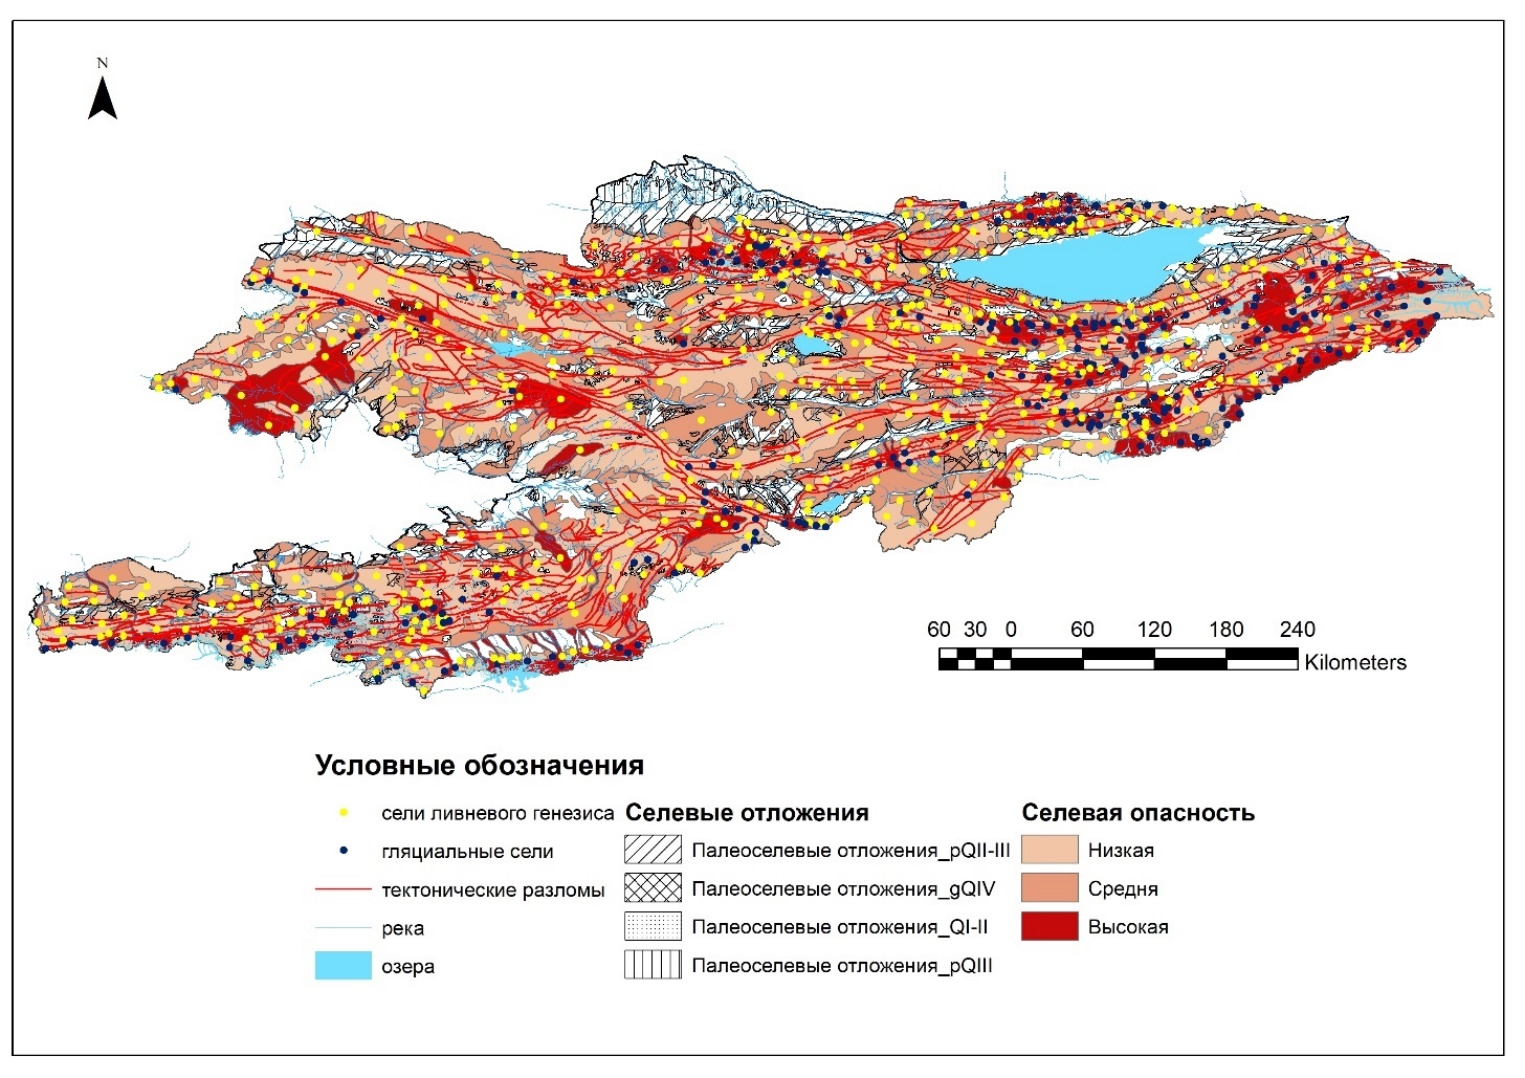 N
60 30 0 60 120 180 240
Kilometers
Условные обозначения
сели ливневого генезиса
гляциальные сели
тектонические разломы
река
озера
Селевые отложения
Палеоселевые отложения_pQII-III
Палеоселевые отложения_gQIV
Палеоселевые отложения_QI-II
Палеоселевые отложения_pQIII
Селевая опасность
Низкая
Средня
Высокая